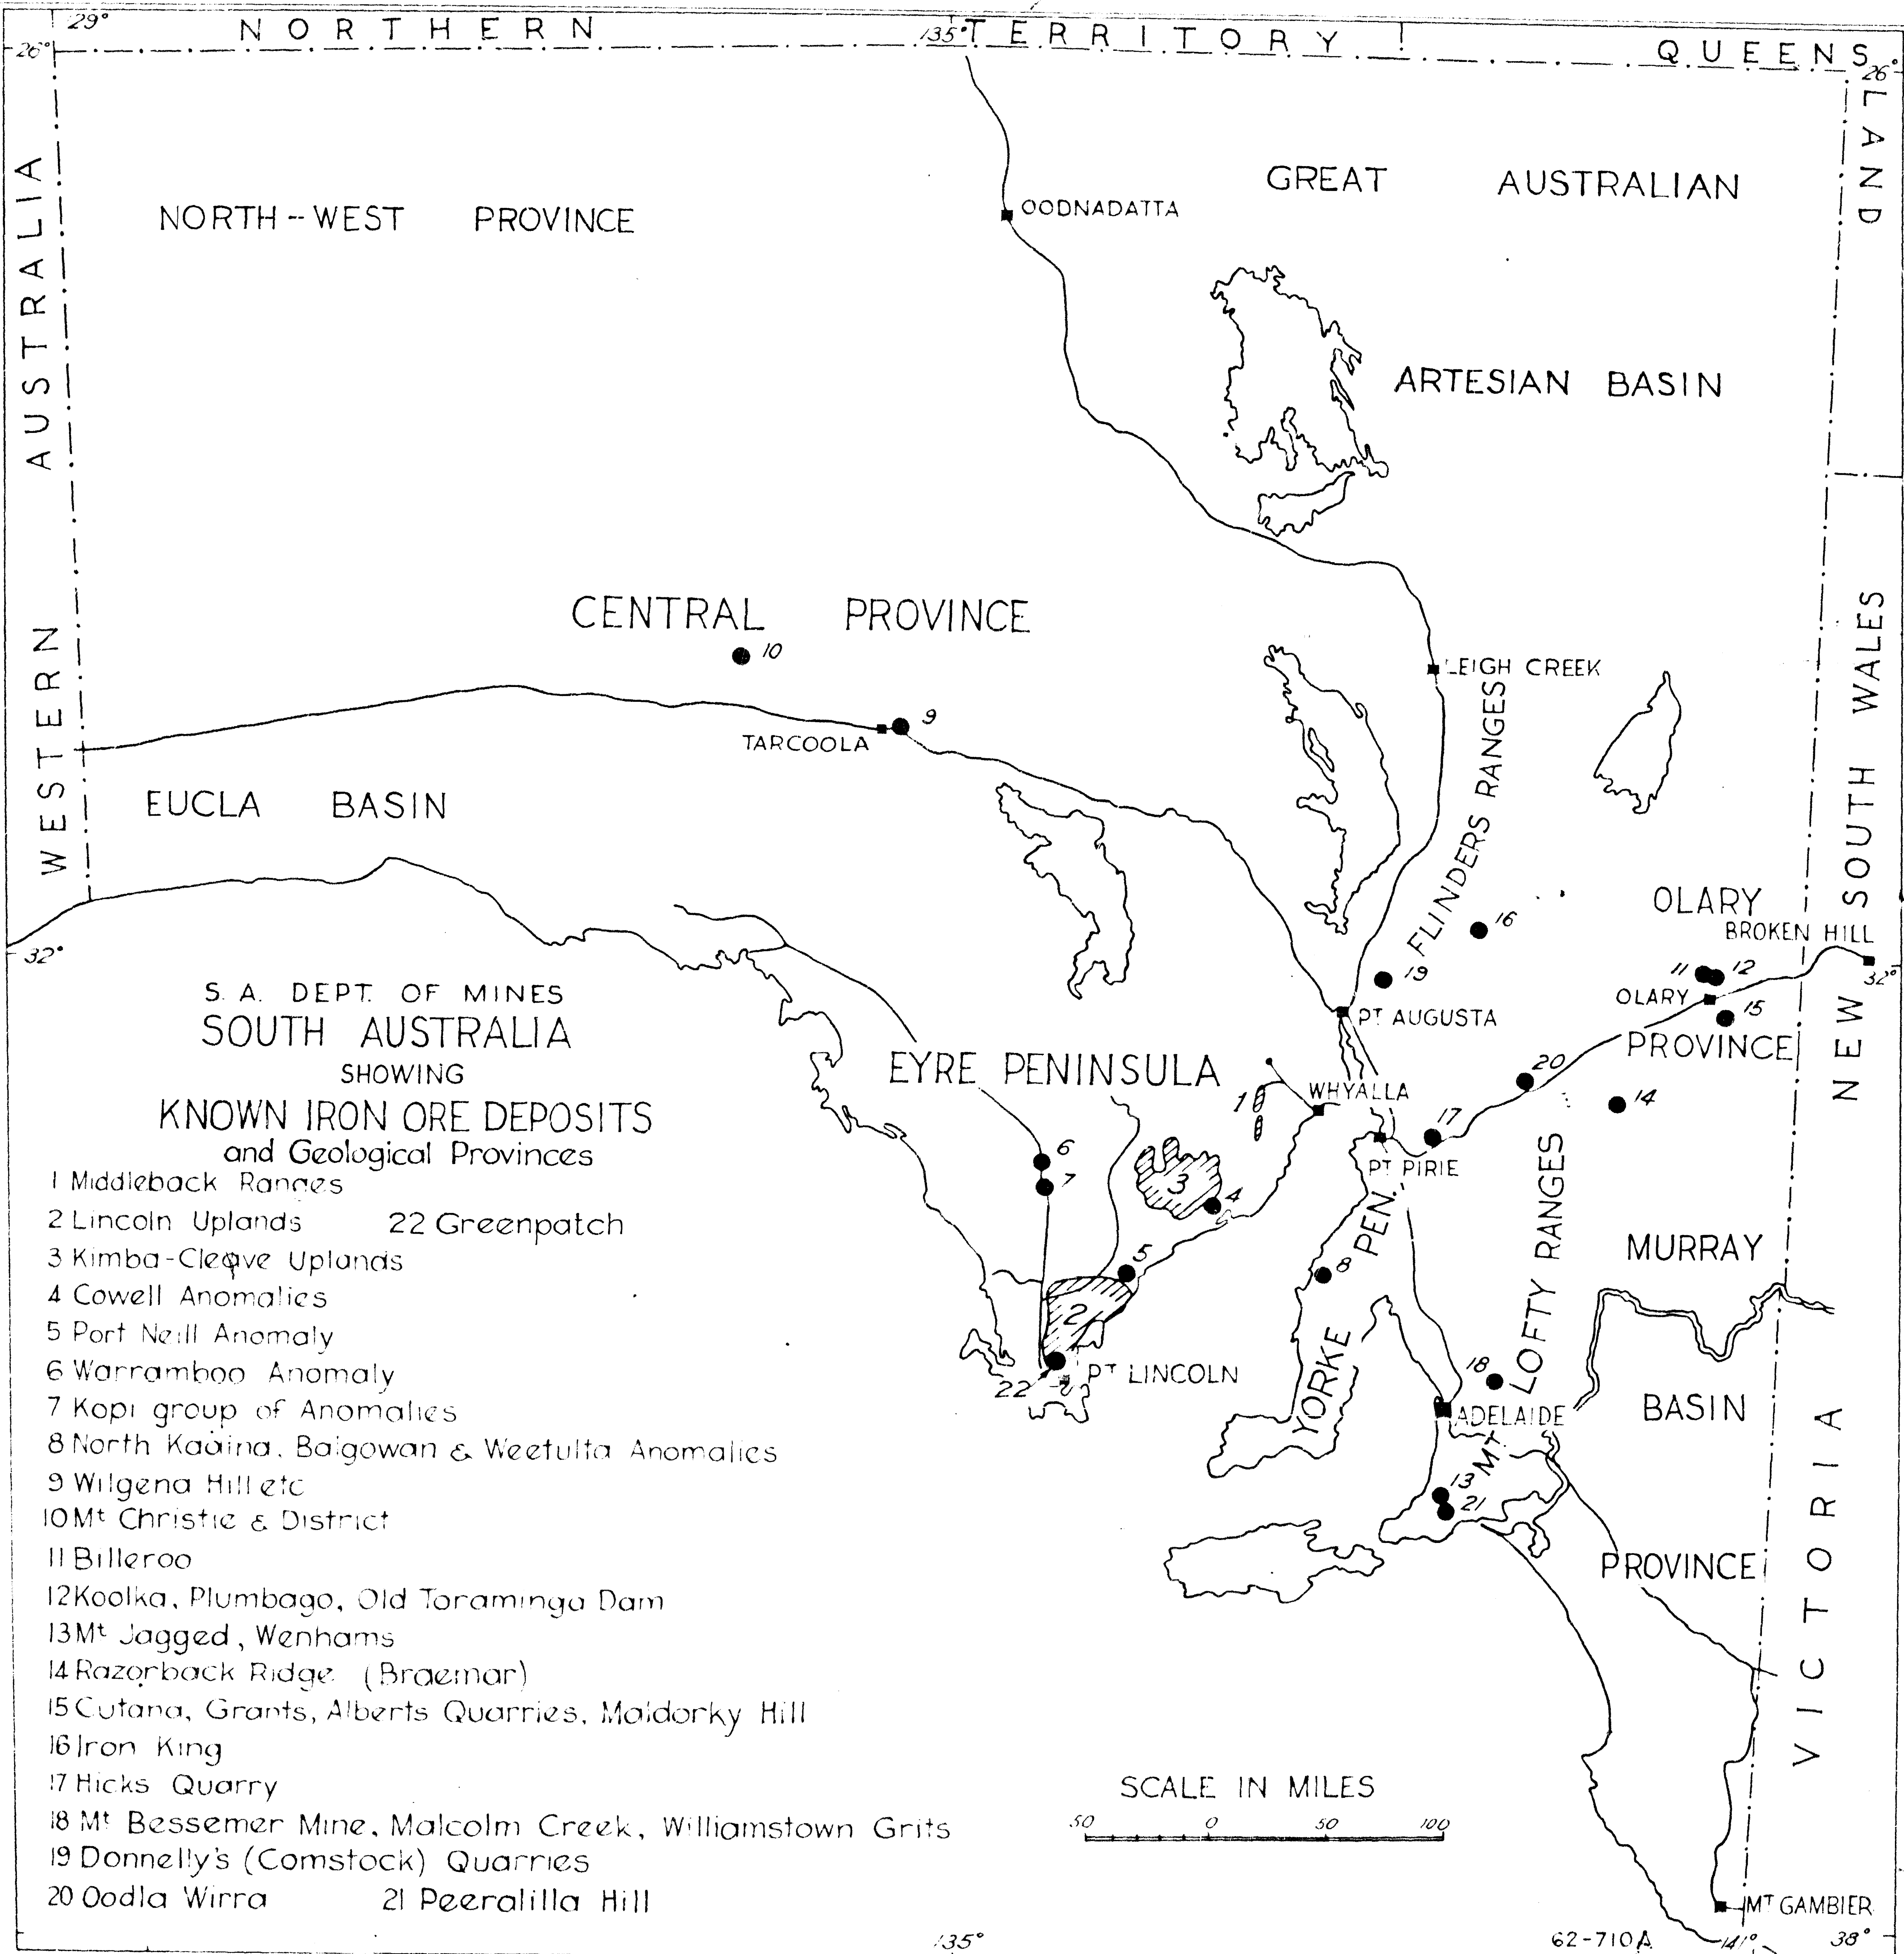 29°
NORTHERN
135°
TERRITORY
QUEENSLAND
26°
26°
WESTERN AUSTRALIA
NORTH-WEST PROVINCE
OODNADATTA
GREAT AUSTRALIAN
ARTESIAN BASIN
CENTRAL PROVINCE
10
9
TARCOOLA
LEIGH CREEK
EUCLA BASIN
FLINDERS RANGES
NEW SOUTH WALES
OLARY
BROKEN HILL
16
19
11
12
32°
32°
OLARY
15
PT AUGUSTA
PROVINCE
EYRE PENINSULA
WHYALLA
1
20
14
17
PT PIRIE
6
7
3
4
5
8
2
22
PT LINCOLN
YORKE PEN.
MT LOFTY RANGES
MURRAY
BASIN
18
ADELAIDE
13
21
PROVINCE
VICTORIA
S. A. DEPT. OF MINES
SOUTH AUSTRALIA
SHOWING
KNOWN IRON ORE DEPOSITS
and Geological Provinces
1 Middleback Ranges
2 Lincoln Uplands 22 Greenpatch
3 Kimba-Cleave Uplands
4 Cowell Anomalies
5 Port Neill Anomaly
6 Warramboo Anomaly
7 Kopi group of Anomalies
8 North Kadina, Balgowan & Weetulta Anomalies
9 Wilgena Hill etc
10 Mt Christie & District
11 Billeroo
12 Koolka, Plumbago, Old Toraminga Dam
13 Mt Jagged, Wenhams
14 Razorback Ridge (Braemar)
15 Cutana, Grants, Alberts Quarries, Maldorky Hill
16 Iron King
17 Hicks Quarry
18 Mt Bessemer Mine, Malcolm Creek, Williamstown Grits
19 Donnelly's (Comstock) Quarries
20 Oodla Wirra 21 Peeralilla Hill
SCALE IN MILES
50 0 50 100
MT GAMBIER
135°
62-710A
141°
38°